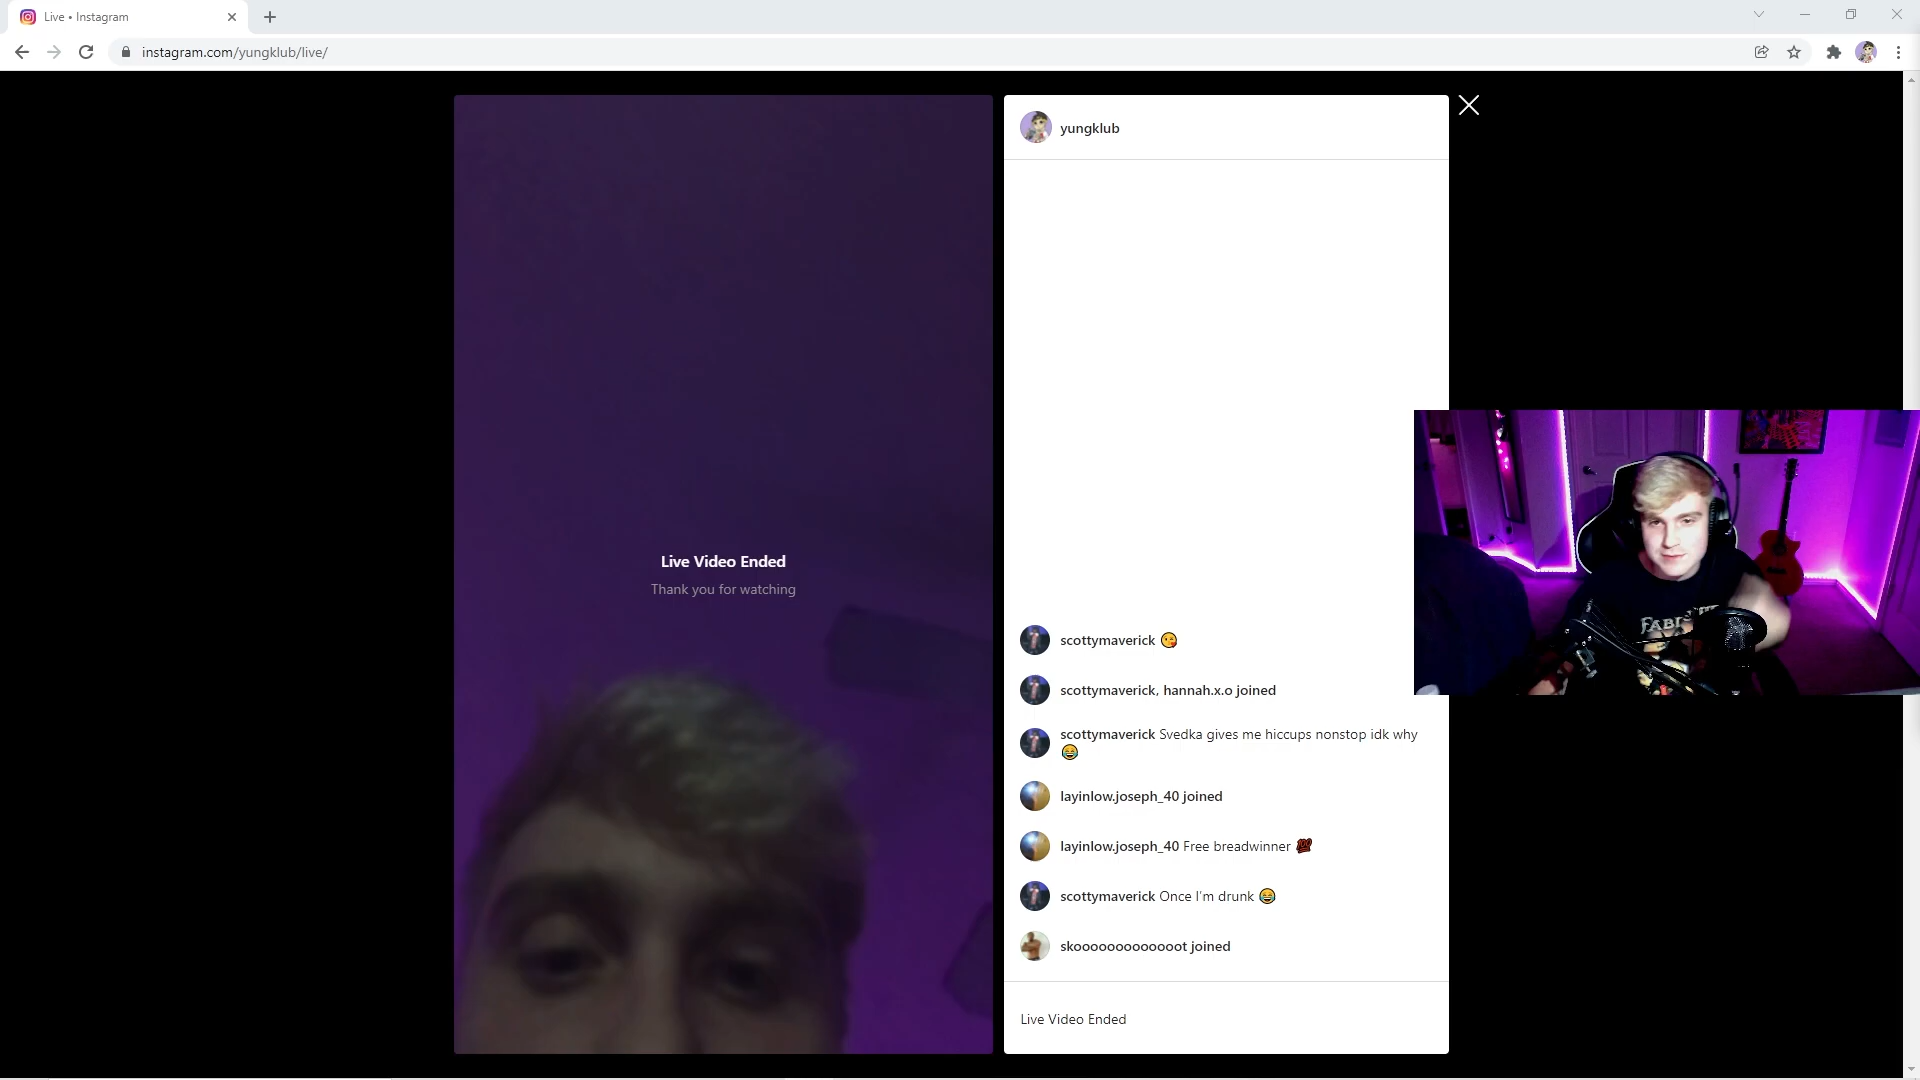 Live • Instagram
instagram.com/yungklub/live/
yungklub
Live Video Ended
Thank you for watching
scottymaverick 😘
scottymaverick, hannah.x.o joined
scottymaverick Svedka gives me hiccups nonstop idk why
😂
layinlow.joseph_40 joined
layinlow.joseph_40 Free breadwinner 💯
scottymaverick Once I'm drunk 😂
skooooooooooooot joined
Live Video Ended